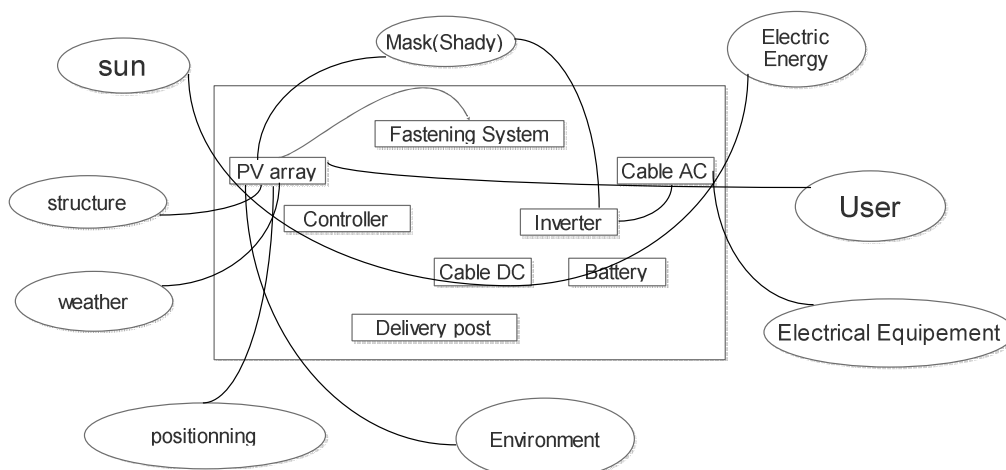 Mask(Shady)
Electric
Energy
sun
Fastening System
PV array
Cable AC
structure
Controller
Inverter
User
Cable DC
Battery
weather
Delivery post
Electrical Equipement
positionning
Environment